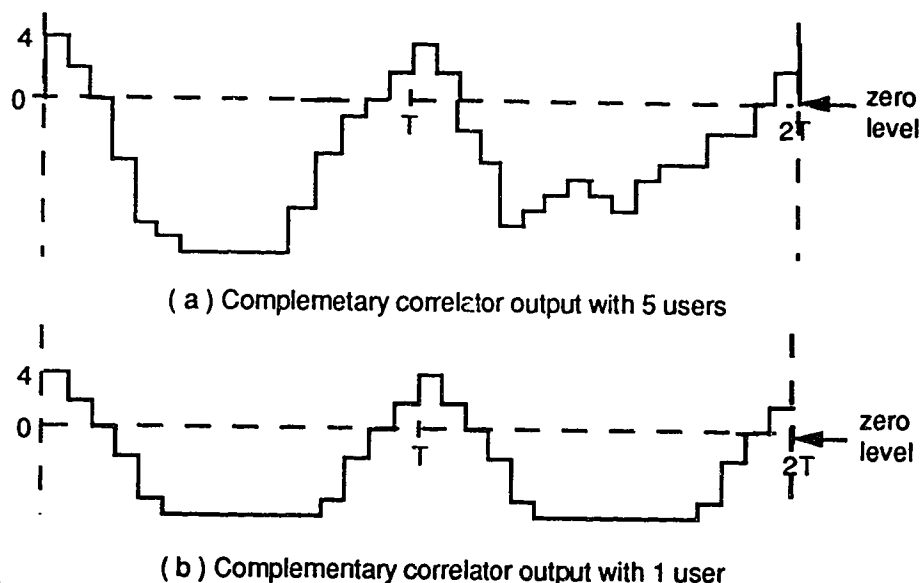 4
0
T
2T
zero
level
( a ) Complemetary correlator output with 5 users
4
0
T
2T
zero
level
( b ) Complementary correlator output with 1 user